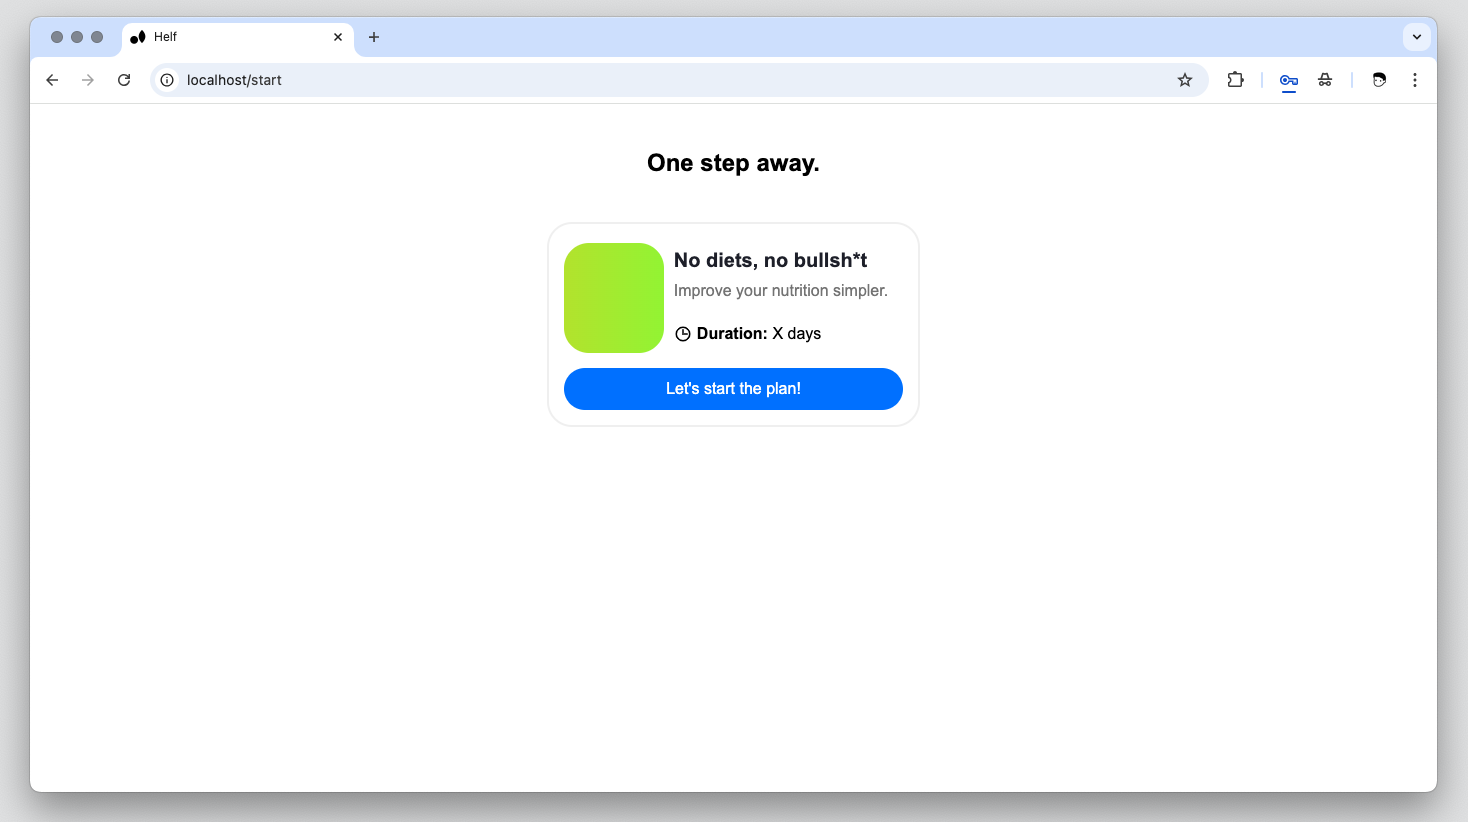 Helf
localhost/start
One step away.
No diets, no bullsh*t
Improve your nutrition simpler.
Duration: X days
Let's start the plan!